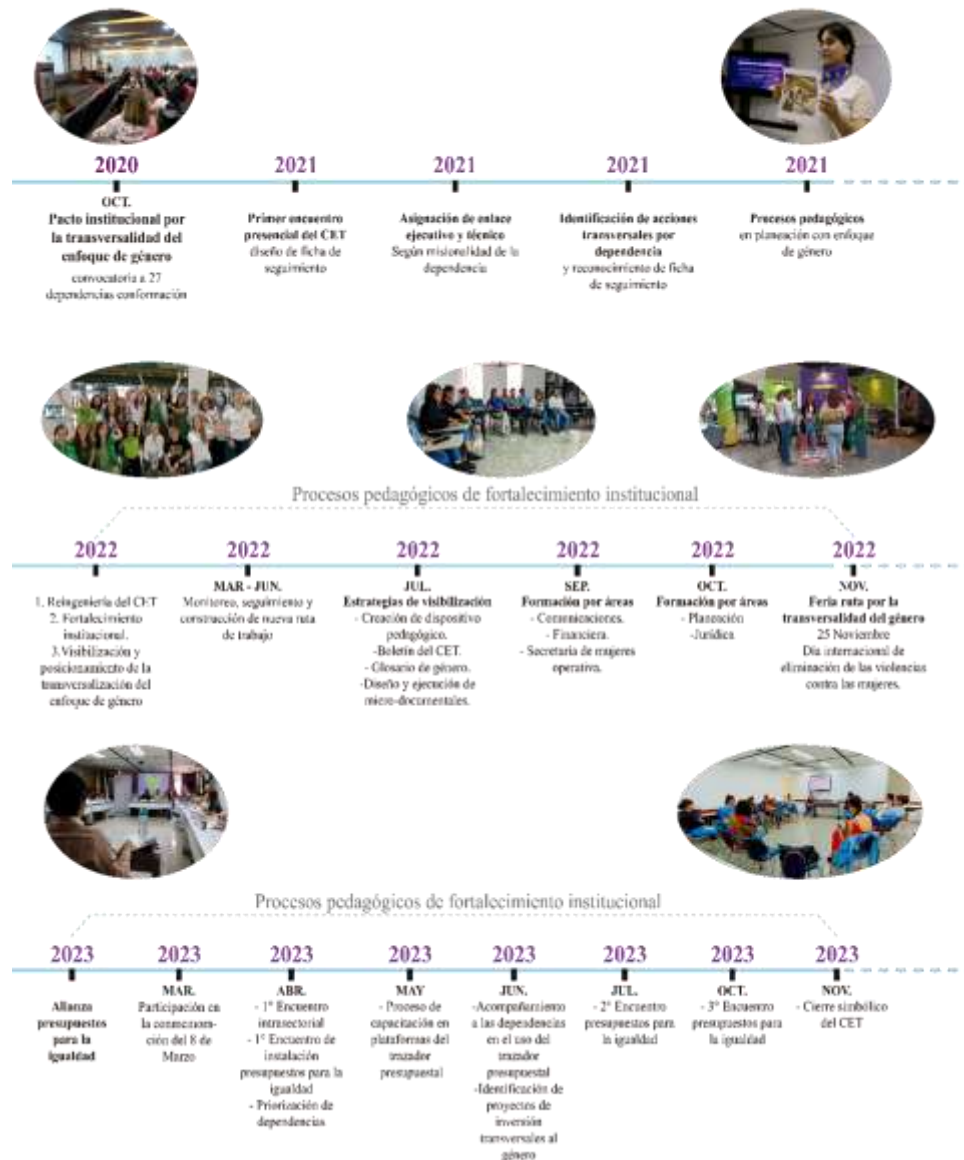 2020
OCT.
Pacto institucional por
la transversalidad del
enfoque de género
convocatoria a 27
dependencias conformación
2021
Primer encuentro
presencial del CET
diseño de ficha de
seguimiento
2021
Asignación de enlace
ejecutivo y técnico
Según misionalidad de la
dependencia
2021
Identificación de acciones
transversales por
dependencia
y reconocimiento de ficha
de seguimiento
2021
Procesos pedagógicos
en planeación con enfoque
de género
Procesos pedagógicos de fortalecimiento institucional
2022
1. Reingeniería del CET
2. Fortalecimiento
institucional.
3.Visibilización y
posicionamiento de la
transversalización del
enfoque de género
2022
MAR - JUN.
Monitoreo, seguimiento y
construcción de nueva ruta
de trabajo
2022
JUL.
Estrategias de visibilización
- Creación de dispositivo
pedagógico.
-Boletín del CET.
- Glosario de género.
-Diseño y ejecución de
micro-documentales.
2022
SEP.
Formación por áreas
- Comunicaciones.
- Financiera.
- Secretaría de mujeres
operativa.
2022
OCT.
Formación por áreas
- Planeación
-Jurídica
2022
NOV.
Feria ruta por la
transversalidad del género
25 Noviembre
Día internacional de
eliminación de las violencias
contra las mujeres.
Procesos pedagógicos de fortalecimiento institucional
2023
Alianza
presupuestos
para la
igualdad
2023
MAR.
Participación en
la conmemora-
ción del 8 de
Marzo
2023
ABR.
- 1° Encuentro
intrasectorial
- 1° Encuentro de
instalación
presupuestos para la
igualdad
- Priorización de
dependencias
2023
MAY
- Proceso de
capacitación en
plataformas del
trazador
presupuestal
2023
JUN.
-Acompañamiento
a las dependencias
en el uso del
trazador
presupuestal
-Identificación de
proyectos de
inversión
transversales al
género
2023
JUL.
- 2° Encuentro
presupuestos para
la igualdad
2023
OCT.
- 3° Encuentro
presupuestos para
la igualdad
2023
NOV.
- Cierre simbólico
del CET